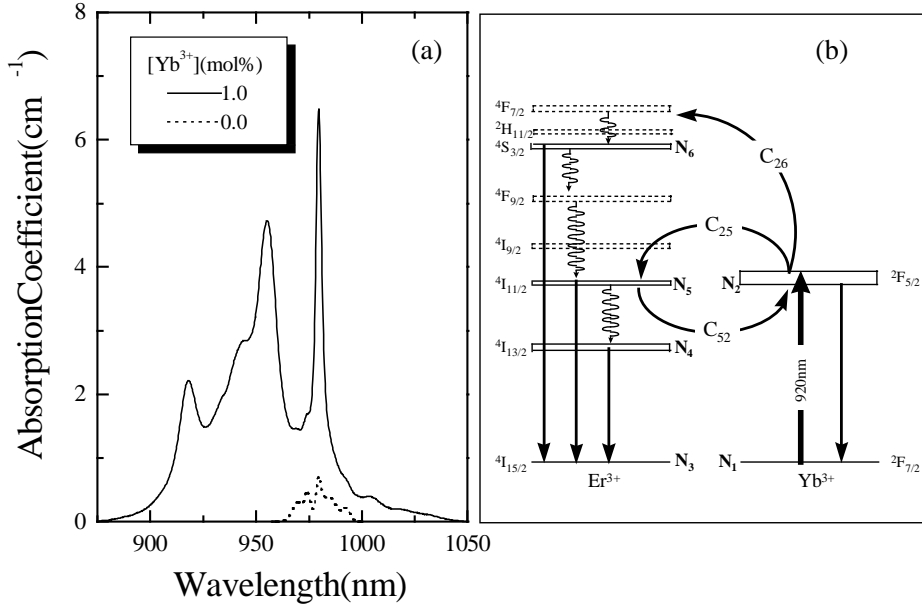 (a)
[Yb³⁺](mol%)
1.0
0.0
AbsorptionCoefficient(cm⁻¹)
8
6
4
2
0
900
950
1000
1050
Wavelength(nm)
(b)
⁴F₇/₂
²H₁₁/₂
⁴S₃/₂
N₆
C₂₆
⁴F₉/₂
⁴I₉/₂
C₂₅
⁴I₁₁/₂
N₅
N₂
²F₅/₂
C₅₂
⁴I₁₃/₂
N₄
920nm
⁴I₁₅/₂
N₃
N₁
²F₇/₂
Er³⁺
Yb³⁺